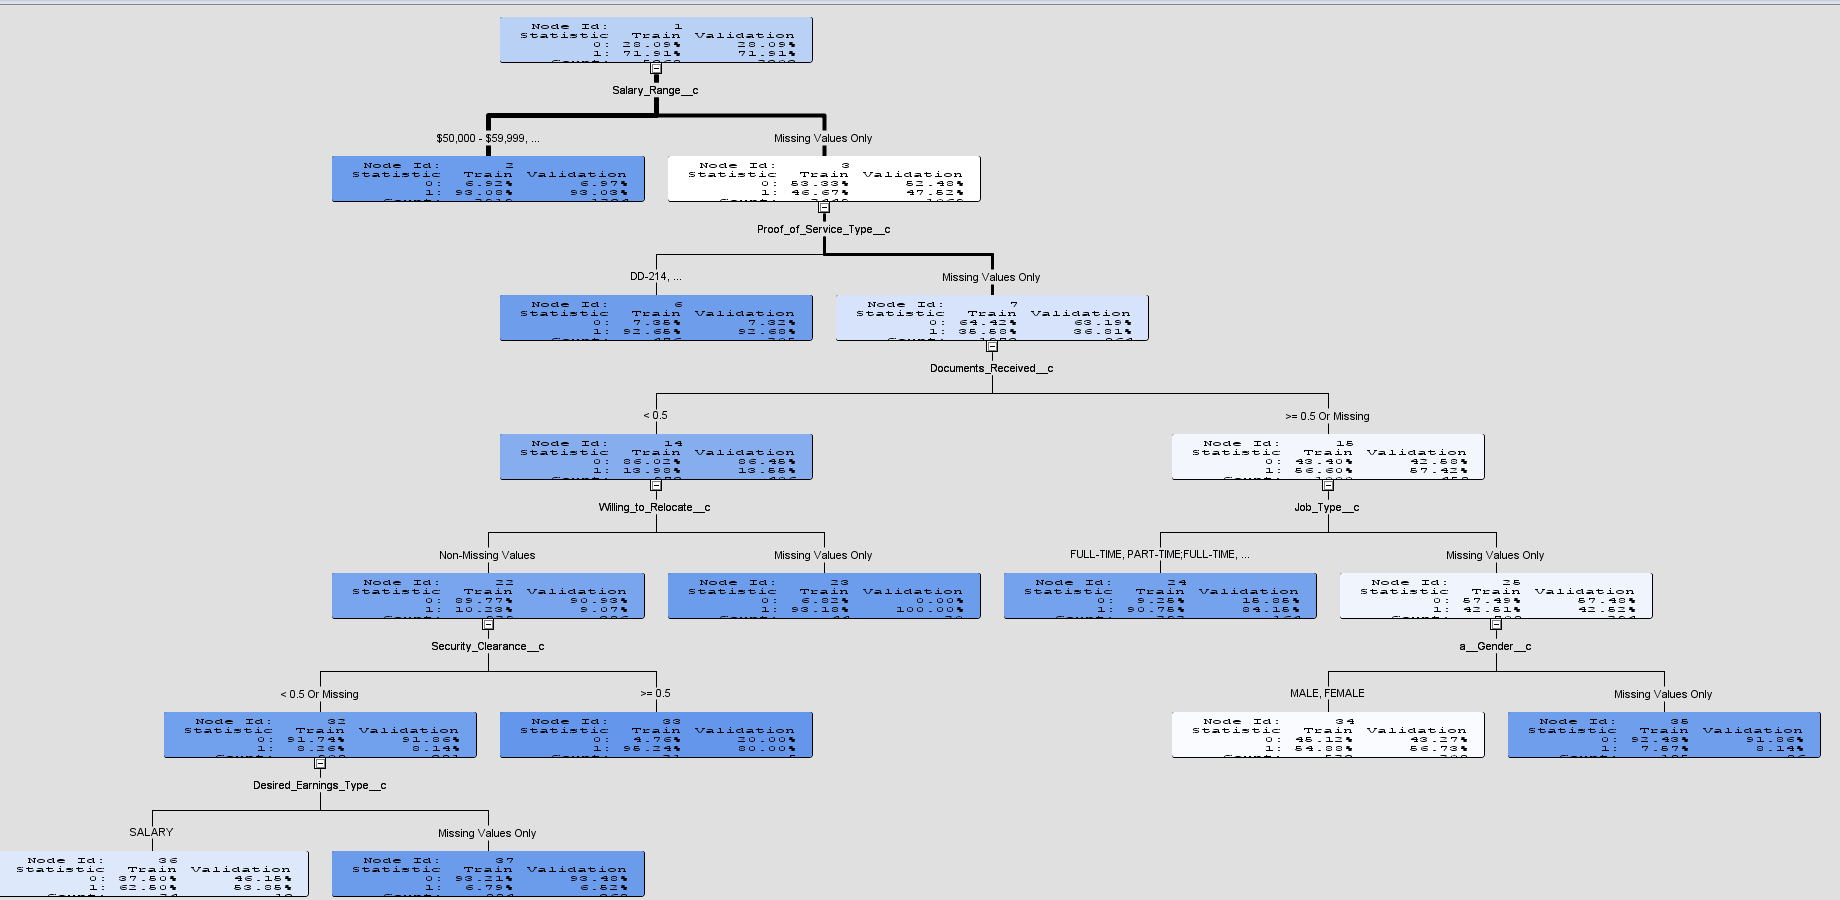 Node Id: 1
Statistic Train Validation
0: 28.09% 28.09%
1: 71.91% 71.91%
Salary_Range__c
$50,000 - $59,999, ...
Missing Values Only
Node Id: 2
Statistic Train Validation
0: 6.92% 6.97%
1: 93.08% 93.03%
Node Id: 3
Statistic Train Validation
0: 53.33% 52.48%
1: 46.67% 47.52%
Proof_of_Service_Type__c
DD-214, ...
Missing Values Only
Node Id: 6
Statistic Train Validation
0: 7.35% 7.32%
1: 92.65% 92.68%
Node Id: 7
Statistic Train Validation
0: 64.42% 63.19%
1: 35.58% 36.81%
Documents_Received__c
< 0.5
>= 0.5 Or Missing
Node Id: 14
Statistic Train Validation
0: 86.02% 86.45%
1: 13.98% 13.55%
Node Id: 15
Statistic Train Validation
0: 43.40% 42.58%
1: 56.60% 57.42%
Willing_to_Relocate__c
Job_Type__c
Non-Missing Values
Missing Values Only
FULL-TIME, PART-TIME;FULL-TIME, ...
Missing Values Only
Node Id: 22
Statistic Train Validation
0: 89.77% 90.93%
1: 10.23% 9.07%
Node Id: 23
Statistic Train Validation
0: 6.82% 0.00%
1: 93.18% 100.00%
Node Id: 24
Statistic Train Validation
0: 9.25% 15.85%
1: 90.75% 84.15%
Node Id: 25
Statistic Train Validation
0: 57.49% 57.48%
1: 42.51% 42.52%
Security_Clearance__c
a__Gender__c
< 0.5 Or Missing
>= 0.5
MALE, FEMALE
Missing Values Only
Node Id: 32
Statistic Train Validation
0: 91.74% 91.86%
1: 8.26% 8.14%
Node Id: 33
Statistic Train Validation
0: 4.76% 20.00%
1: 95.24% 80.00%
Node Id: 34
Statistic Train Validation
0: 45.12% 43.27%
1: 54.88% 56.73%
Node Id: 35
Statistic Train Validation
0: 92.43% 91.86%
1: 7.57% 8.14%
Desired_Earnings_Type__c
SALARY
Missing Values Only
Node Id: 36
Statistic Train Validation
0: 37.50% 46.15%
1: 62.50% 53.85%
Node Id: 37
Statistic Train Validation
0: 93.21% 93.48%
1: 6.79% 6.52%